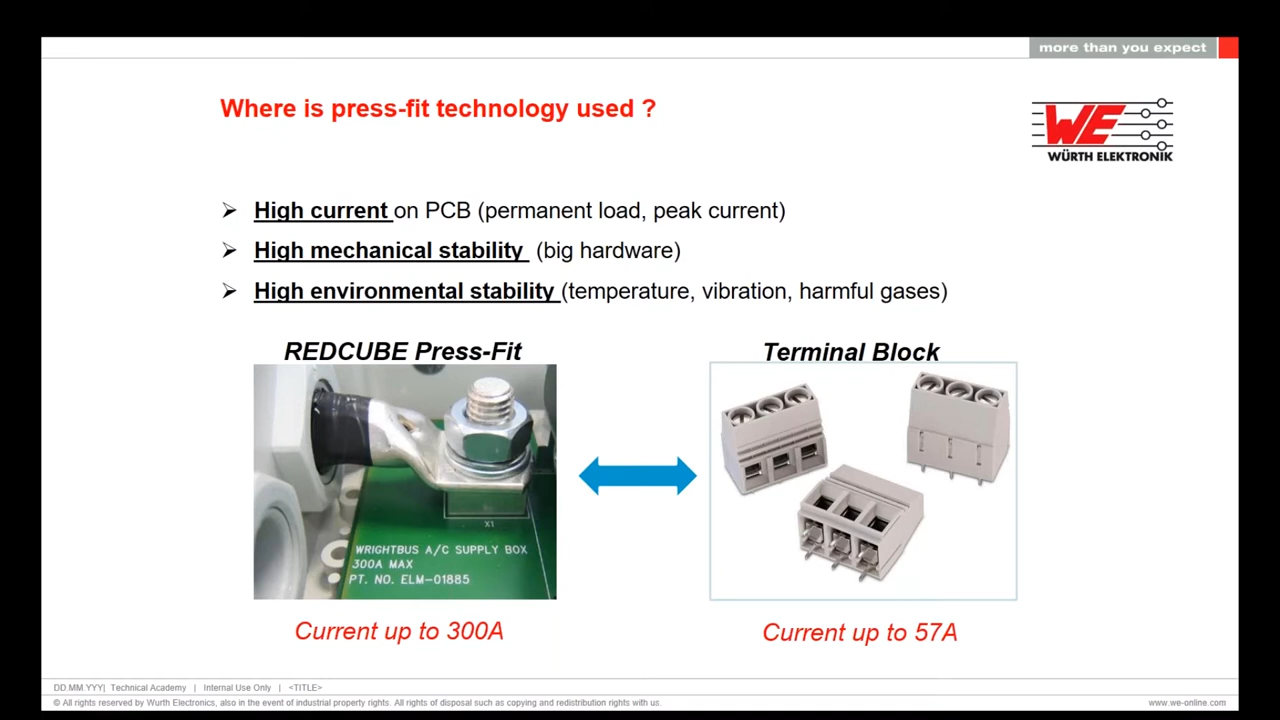 more than you expect
Where is press-fit technology used ?
WE
WÜRTH ELEKTRONIK
➢ High current on PCB (permanent load, peak current)
➢ High mechanical stability (big hardware)
➢ High environmental stability (temperature, vibration, harmful gases)
REDCUBE Press-Fit
Terminal Block
X1
WRIGHTBUS A/C SUPPLY BOX
300A MAX
PT. NO. ELM-01885
Current up to 300A
Current up to 57A
DD.MM.YYY| Technical Academy | Internal Use Only | <TITLE>
© All rights reserved by Wurth Electronics, also in the event of industrial property rights. All rights of disposal such as copying and redistribution rights with us.
www.we-online.com